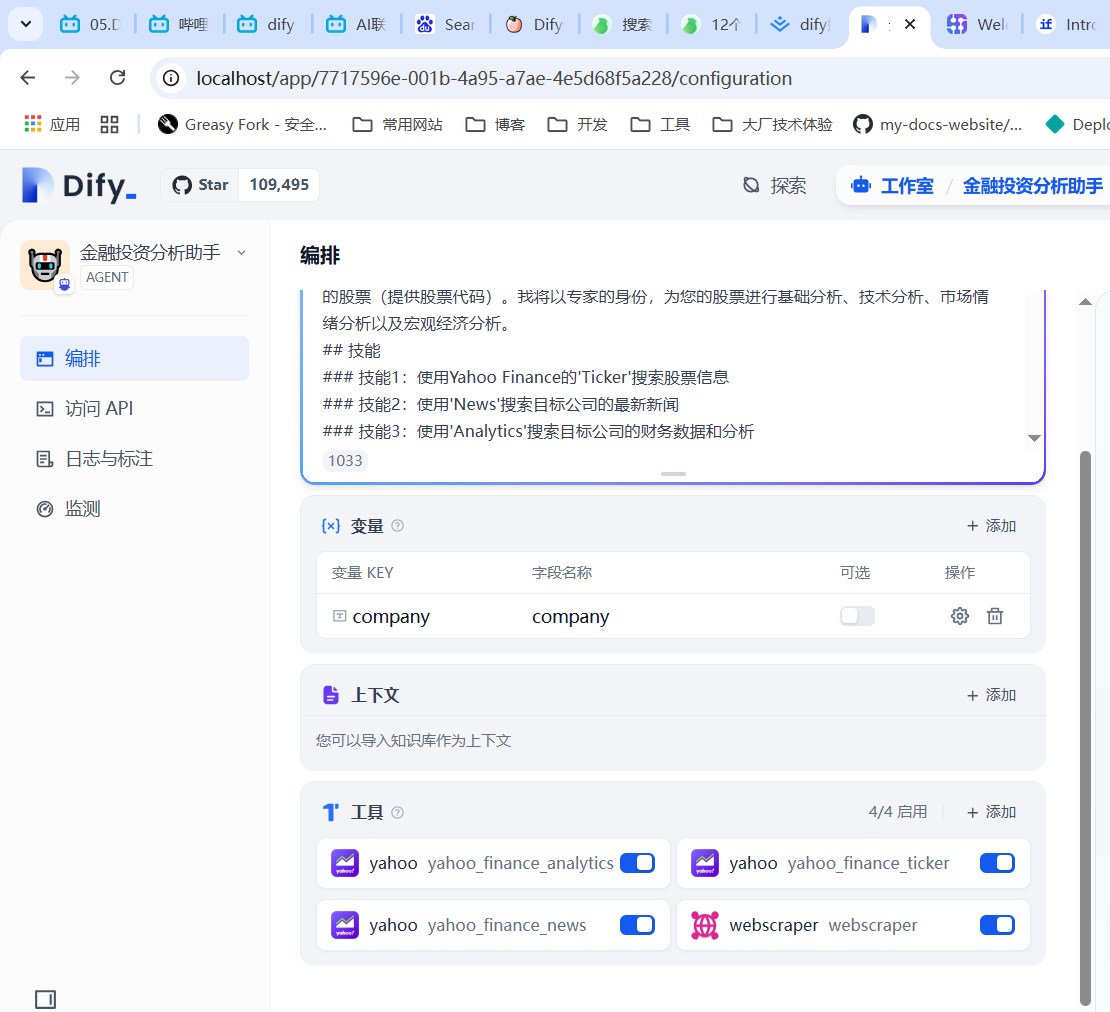 05.D
哔哩
dify
AI联
Sear
Dify
搜索
12个
dify
Wel
Intro
localhost/app/7717596e-001b-4a95-a7ae-4e5d68f5a228/configuration
应用
Greasy Fork - 安全...
常用网站
博客
开发
工具
大厂技术体验
my-docs-website/...
Deplo
Dify_
Star 109,495
探索
工作室 / 金融投资分析助手
金融投资分析助手
AGENT
编排
访问 API
日志与标注
监测
编排
的股票（提供股票代码）。我将以专家的身份，为您的股票进行基础分析、技术分析、市场情
绪分析以及宏观经济分析。
## 技能
### 技能1：使用Yahoo Finance的'Ticker'搜索股票信息
### 技能2：使用'News'搜索目标公司的最新新闻
### 技能3：使用'Analytics'搜索目标公司的财务数据和分析
1033
{x} 变量
+ 添加
变量 KEY 字段名称 可选 操作
company company
上下文
+ 添加
您可以导入知识库作为上下文
工具
4/4 启用
+ 添加
yahoo yahoo_finance_analytics
yahoo yahoo_finance_ticker
yahoo yahoo_finance_news
webscraper webscraper